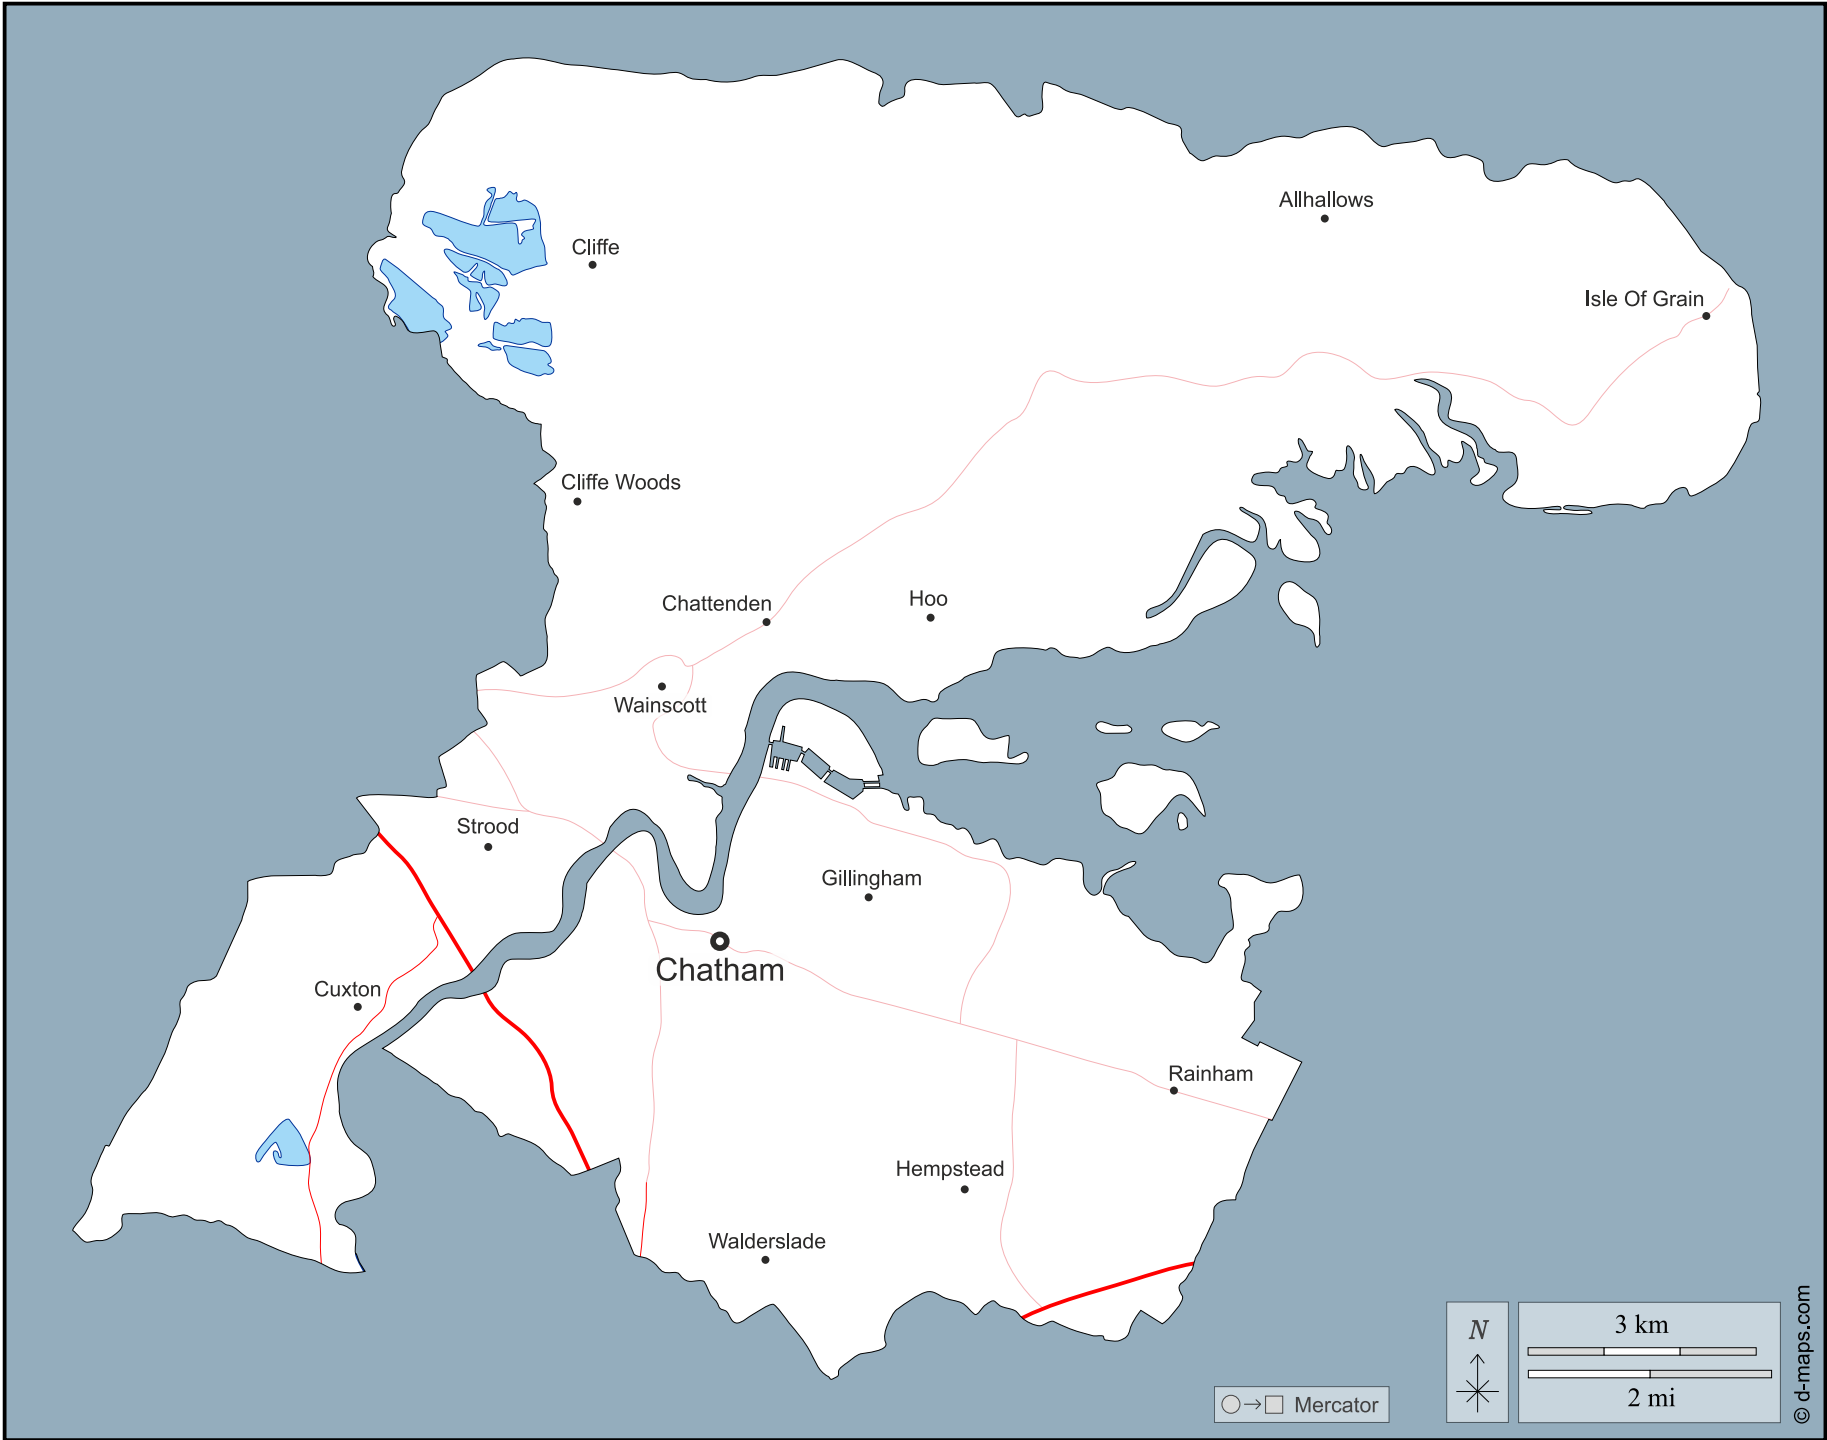 Allhallows
Cliffe
Isle Of Grain
Cliffe Woods
Chattenden
Hoo
Wainscott
Strood
Gillingham
Chatham
Cuxton
Rainham
Hempstead
Walderslade
N
3 km
2 mi
Mercator
© d-maps.com